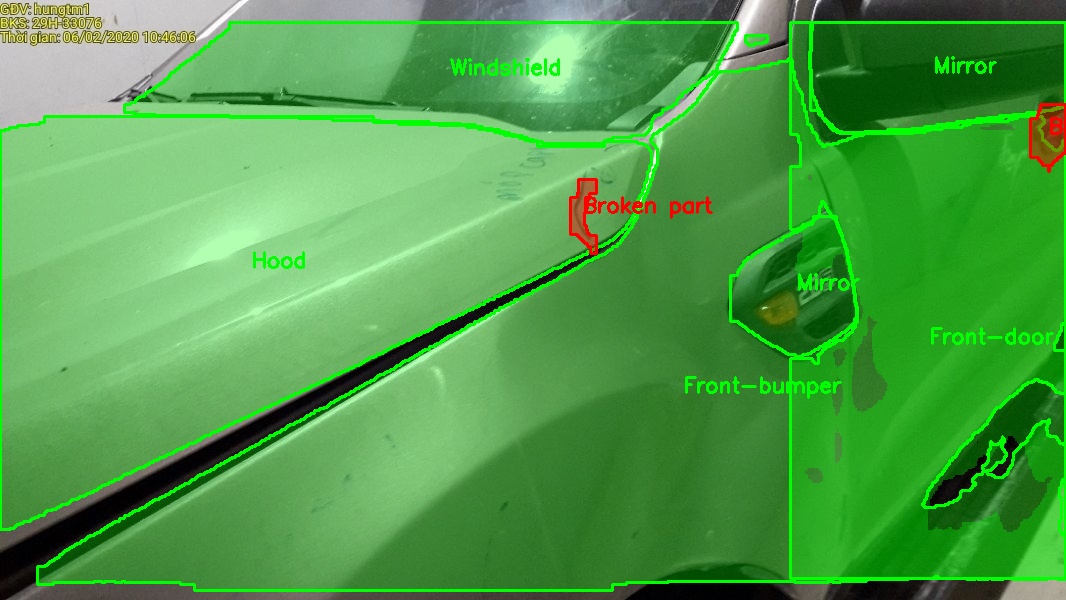 GĐV: hungtm1
BKS: 29H-33076
Thời gian: 06/02/2020 10:46:06
Windshield
Mirror
B
Broken part
Hood
Mirror
Front-door
Front-bumper